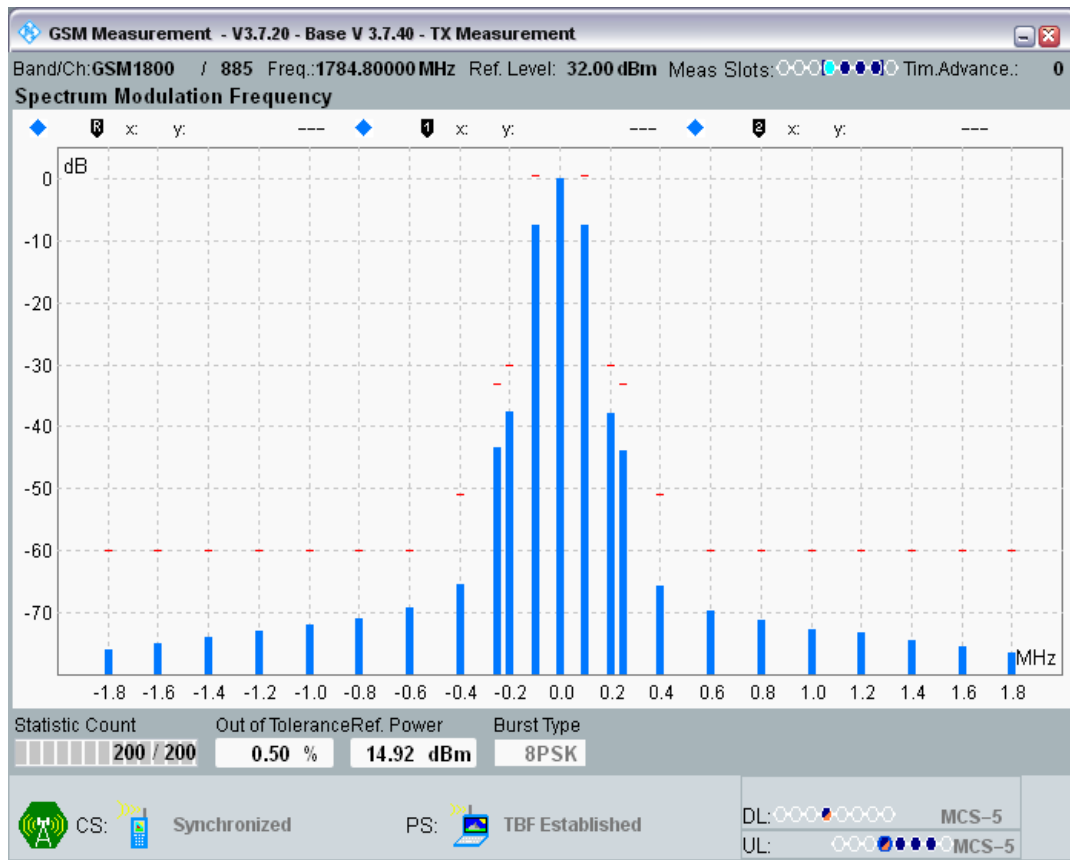 GSM Measurement - V3.7.20 - Base V 3.7.40 - TX Measurement
Band/Ch:GSM1800 / 885 Freq.:1784.80000 MHz Ref. Level: 32.00 dBm Meas Slots: Tim.Advance.: 0
Spectrum Modulation Frequency
R x: y: --- 1 x: y: --- 2 x: y: ---
dB
0
-10
-20
-30
-40
-50
-60
-70
MHz
-1.8 -1.6 -1.4 -1.2 -1.0 -0.8 -0.6 -0.4 -0.2 0.0 0.2 0.4 0.6 0.8 1.0 1.2 1.4 1.6 1.8
Statistic Count Out of Tolerance Ref. Power Burst Type
200 / 200 0.50 % 14.92 dBm 8PSK
CS: Synchronized PS: TBF Established
DL: MCS-5
UL: MCS-5